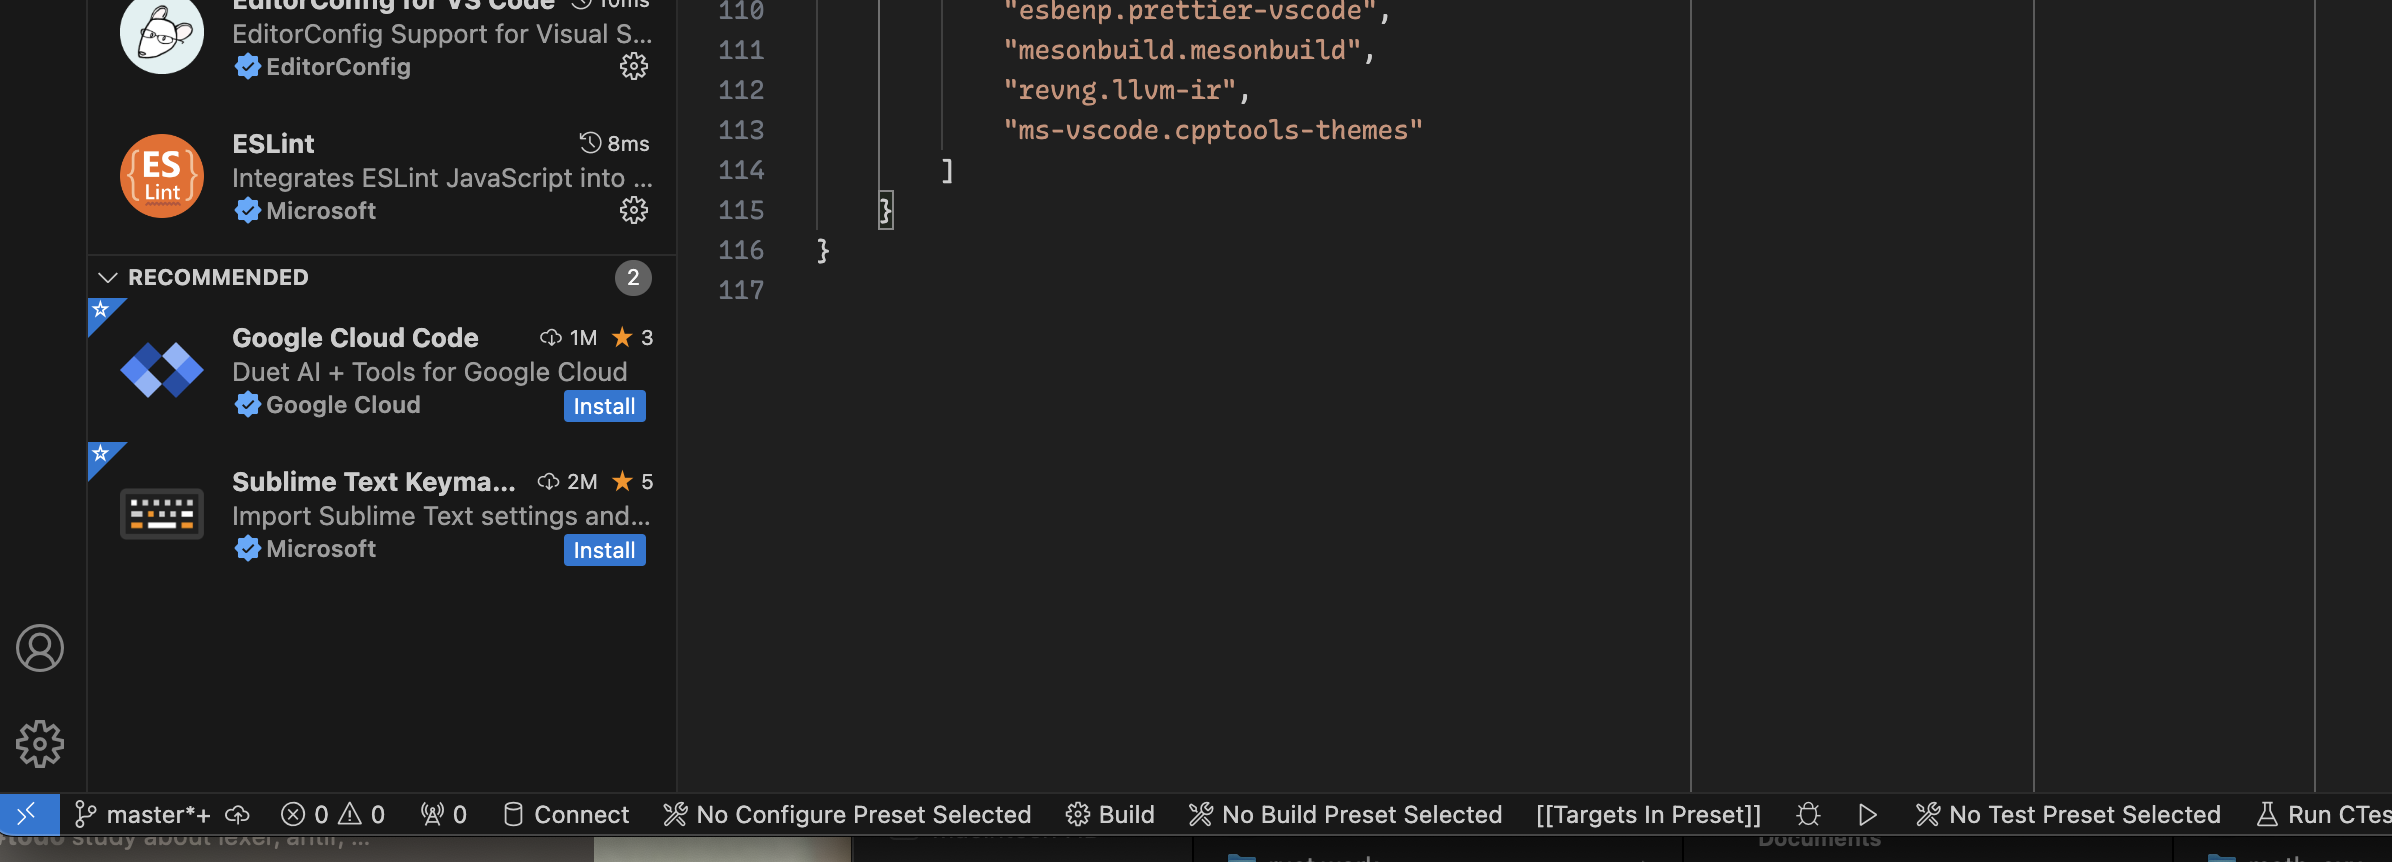 EditorConfig for VS Code 10ms
EditorConfig Support for Visual S...
EditorConfig
ES
Lint
ESLint 8ms
Integrates ESLint JavaScript into ...
Microsoft
RECOMMENDED 2
Google Cloud Code 1M ★ 3
Duet AI + Tools for Google Cloud
Google Cloud Install
Sublime Text Keyma... 2M ★ 5
Import Sublime Text settings and...
Microsoft Install
110 "esbenp.prettier-vscode",
111 "mesonbuild.mesonbuild",
112 "revng.llvm-ir",
113 "ms-vscode.cpptools-themes"
114 ]
115 }
116 }
117
master*+ 0 0 0 Connect No Configure Preset Selected Build No Build Preset Selected [[Targets In Preset]] No Test Preset Selected Run CTes
study about lexer, antlr, ...
Documents